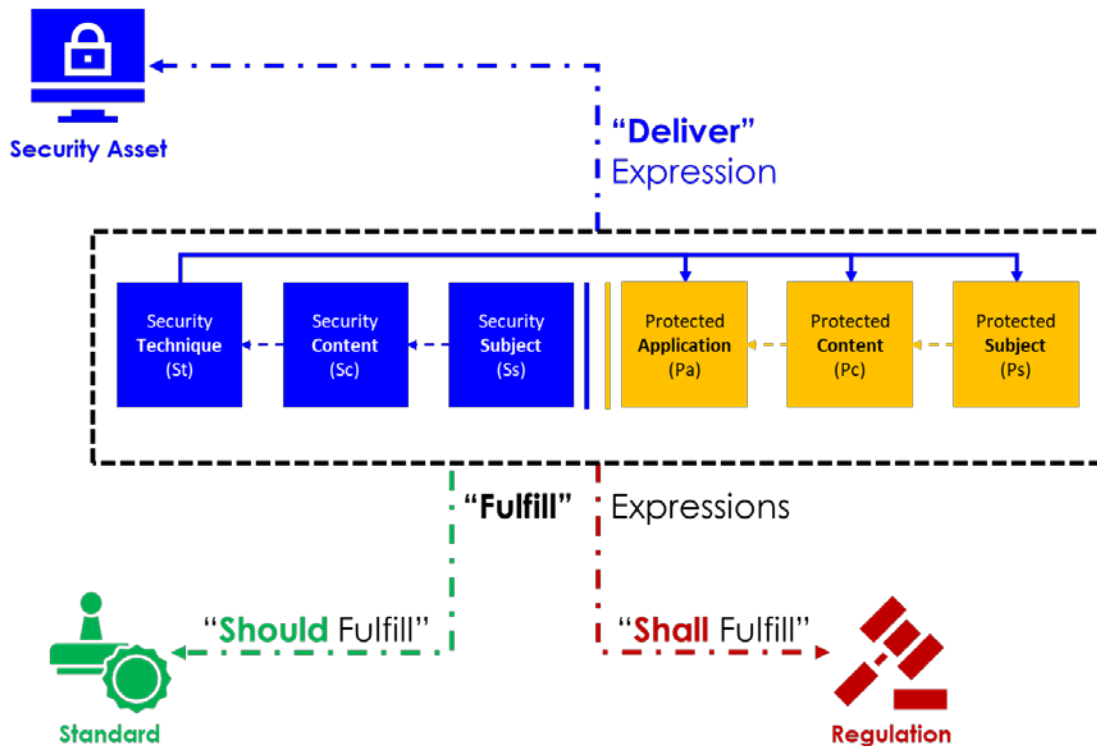 Security Asset
“Deliver”
Expression
Security
Technique
(St)
Security
Content
(Sc)
Security
Subject
(Ss)
Protected
Application
(Pa)
Protected
Content
(Pc)
Protected
Subject
(Ps)
“Fulfill” Expressions
“Should Fulfill”
“Shall Fulfill”
Standard
Regulation